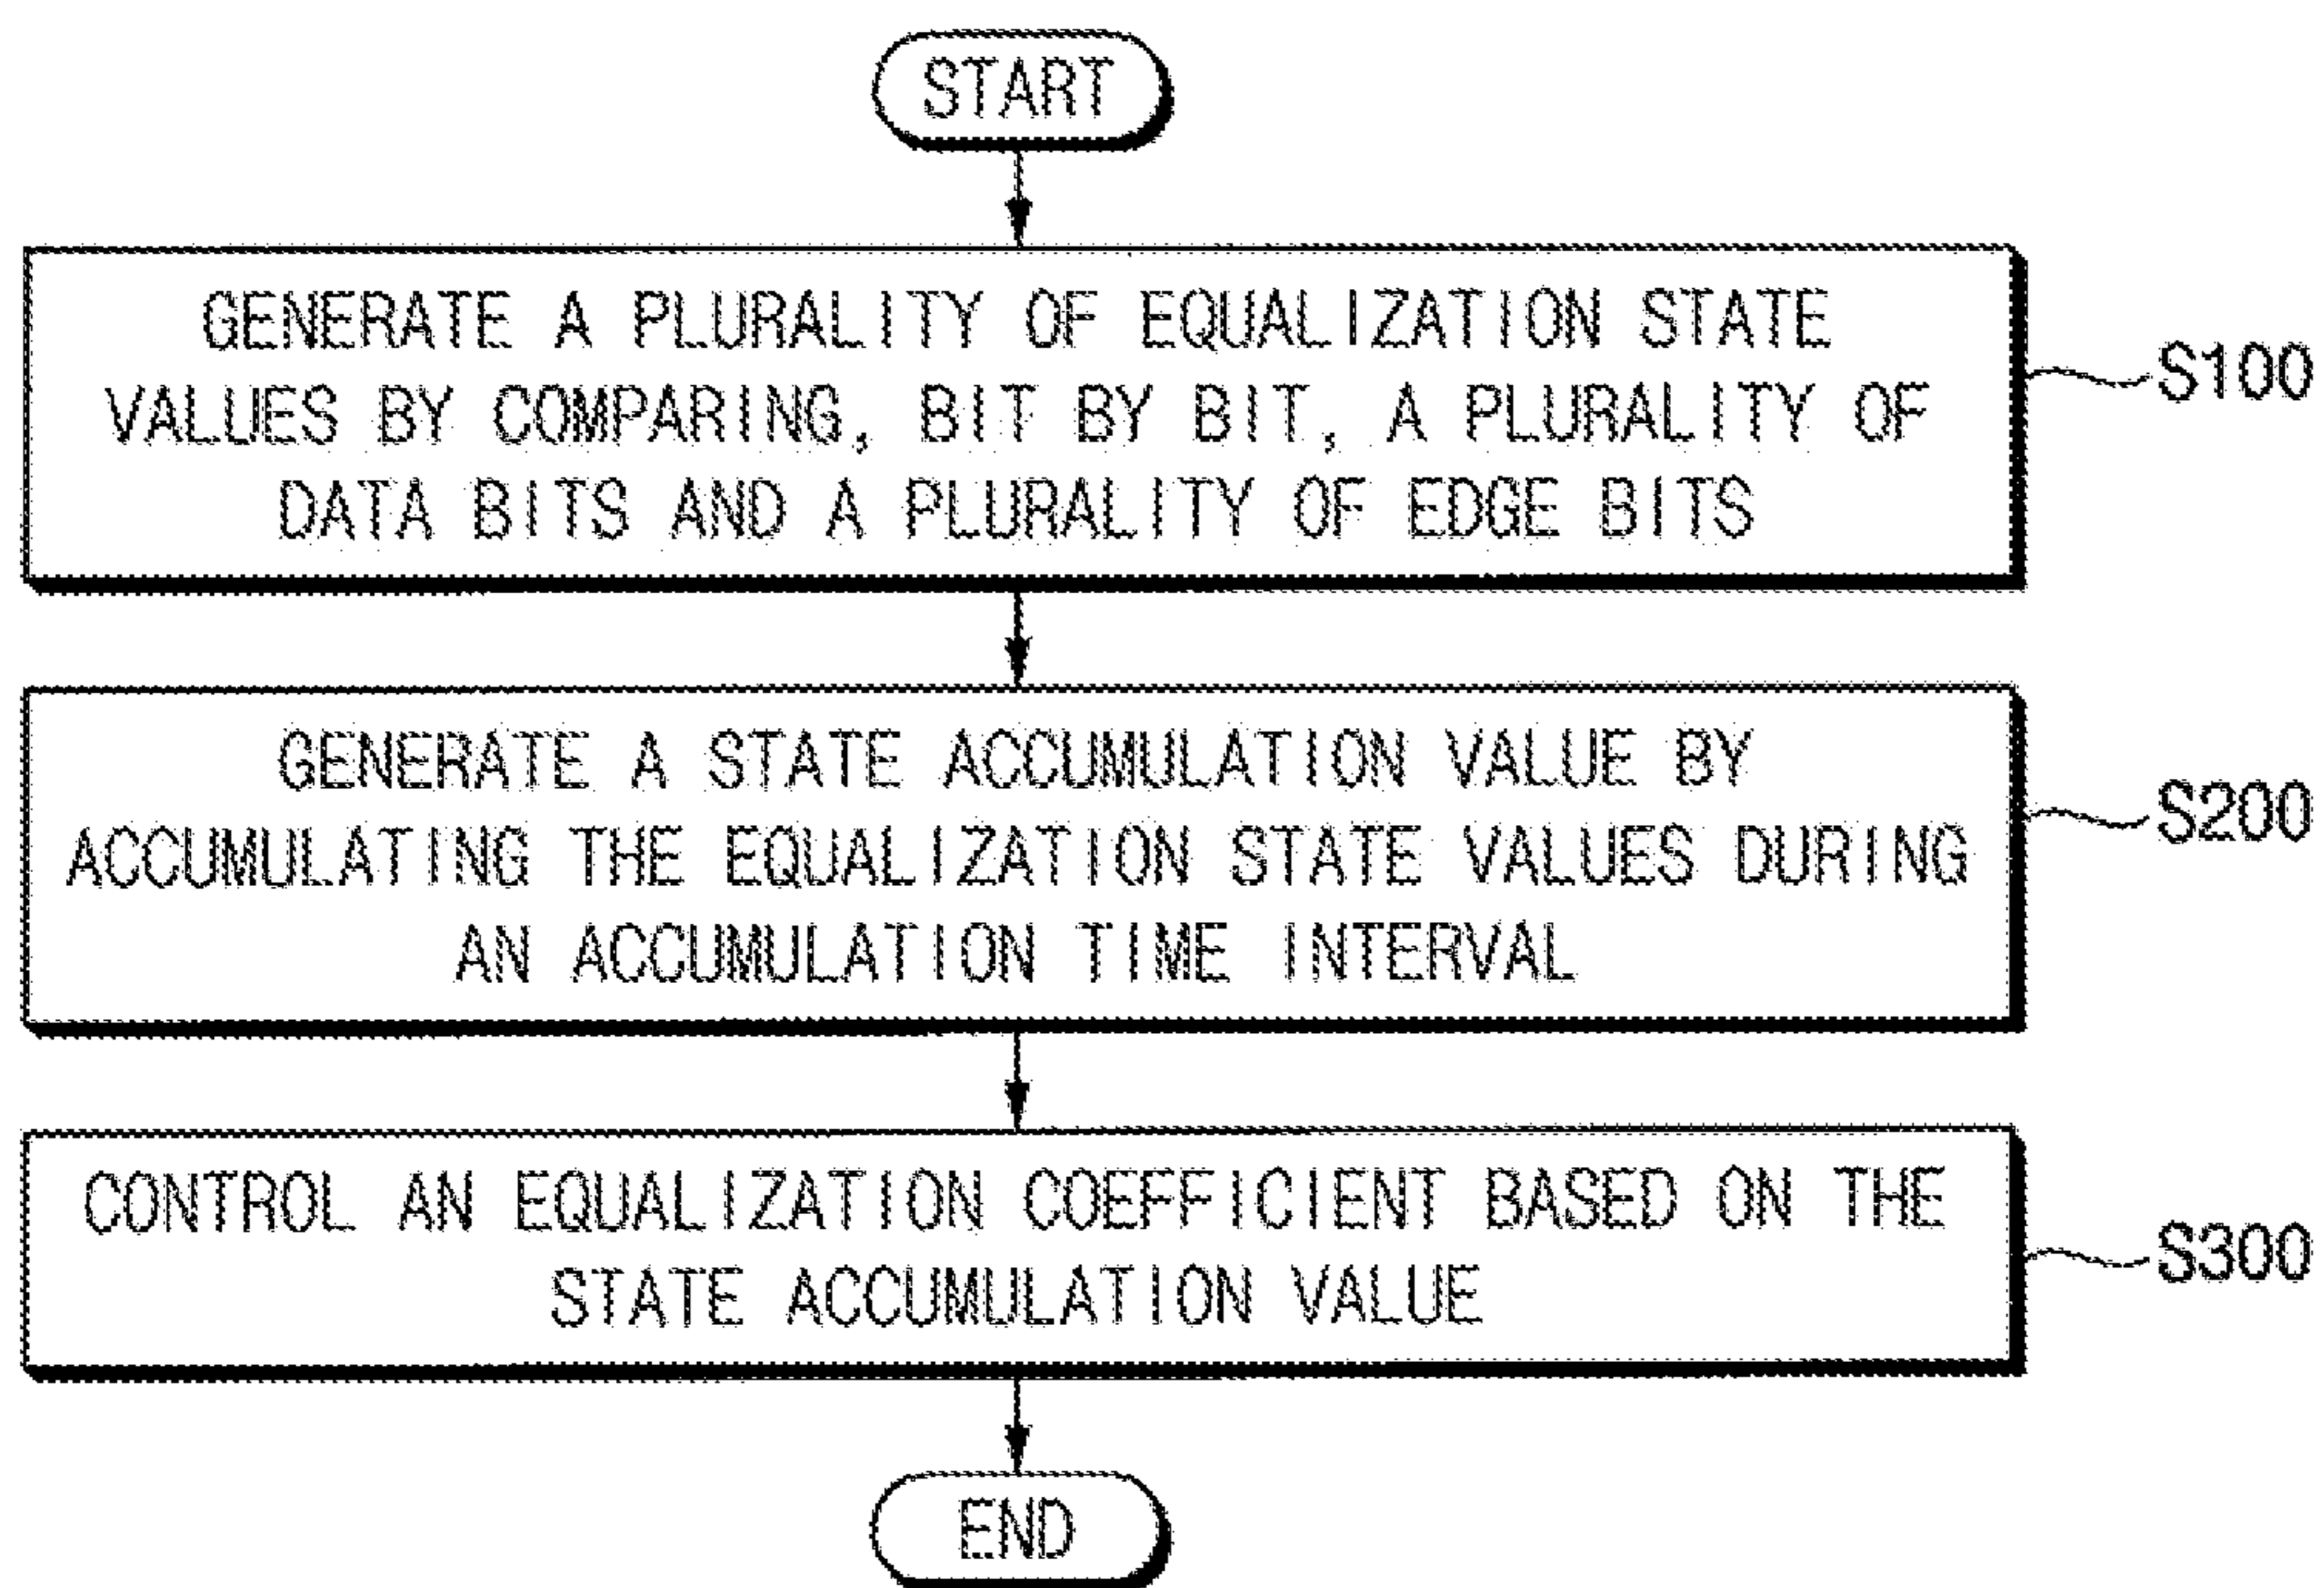 START
GENERATE A PLURALITY OF EQUALIZATION STATE
VALUES BY COMPARING, BIT BY BIT, A PLURALITY OF
DATA BITS AND A PLURALITY OF EDGE BITS
S100
GENERATE A STATE ACCUMULATION VALUE BY
ACCUMULATING THE EQUALIZATION STATE VALUES DURING
AN ACCUMULATION TIME INTERVAL
S200
CONTROL AN EQUALIZATION COEFFICIENT BASED ON THE
STATE ACCUMULATION VALUE
S300
END